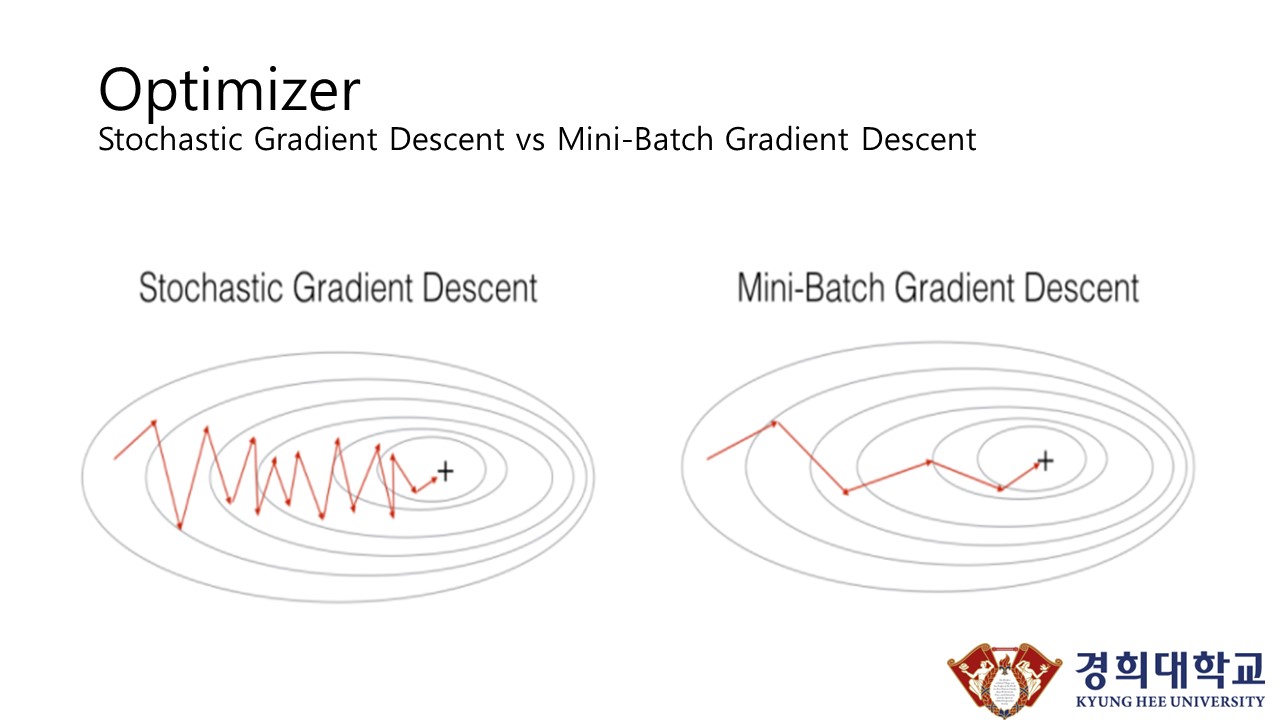 Optimizer
Stochastic Gradient Descent vs Mini-Batch Gradient Descent
Stochastic Gradient Descent
Mini-Batch Gradient Descent
+
+
경희대학교
KYUNG HEE UNIVERSITY